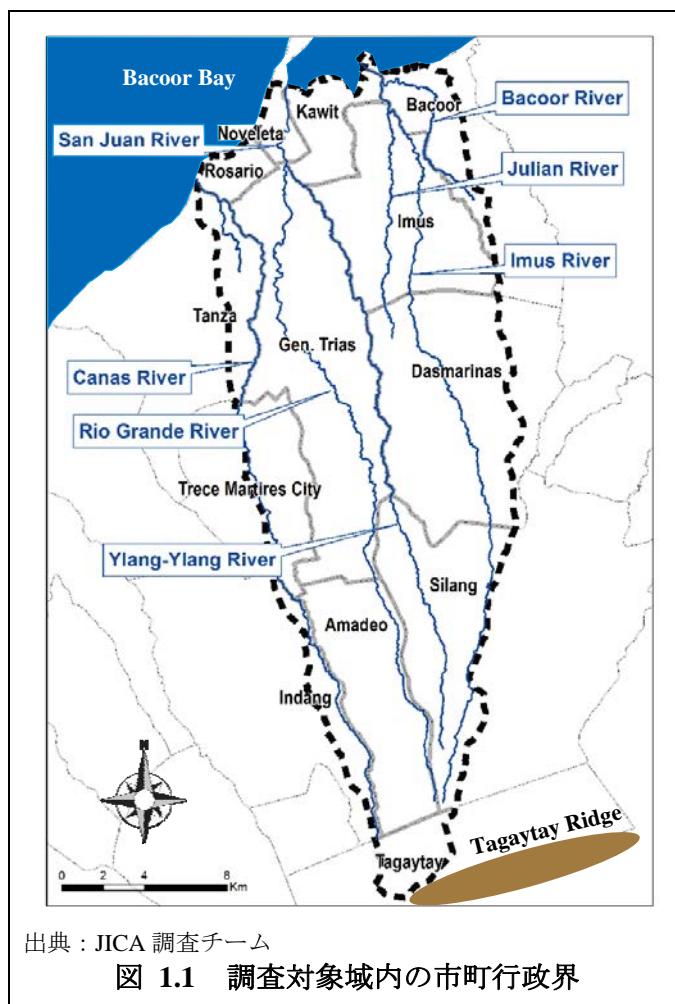 Bacoor Bay
Kawit
Bacoor
Bacoor River
Noveleta
San Juan River
Rosario
Julian River
Imus
Imus River
Tanza
Gen. Trias
Dasmarinas
Canas River
Rio Grande River
Trece Martires City
Ylang-Ylang River
Silang
Amadeo
Indang
N
Tagaytay Ridge
Tagaytay
0 2 4 8
Km
出典：JICA 調査チーム
図 1.1 調査対象域内の市町行政界